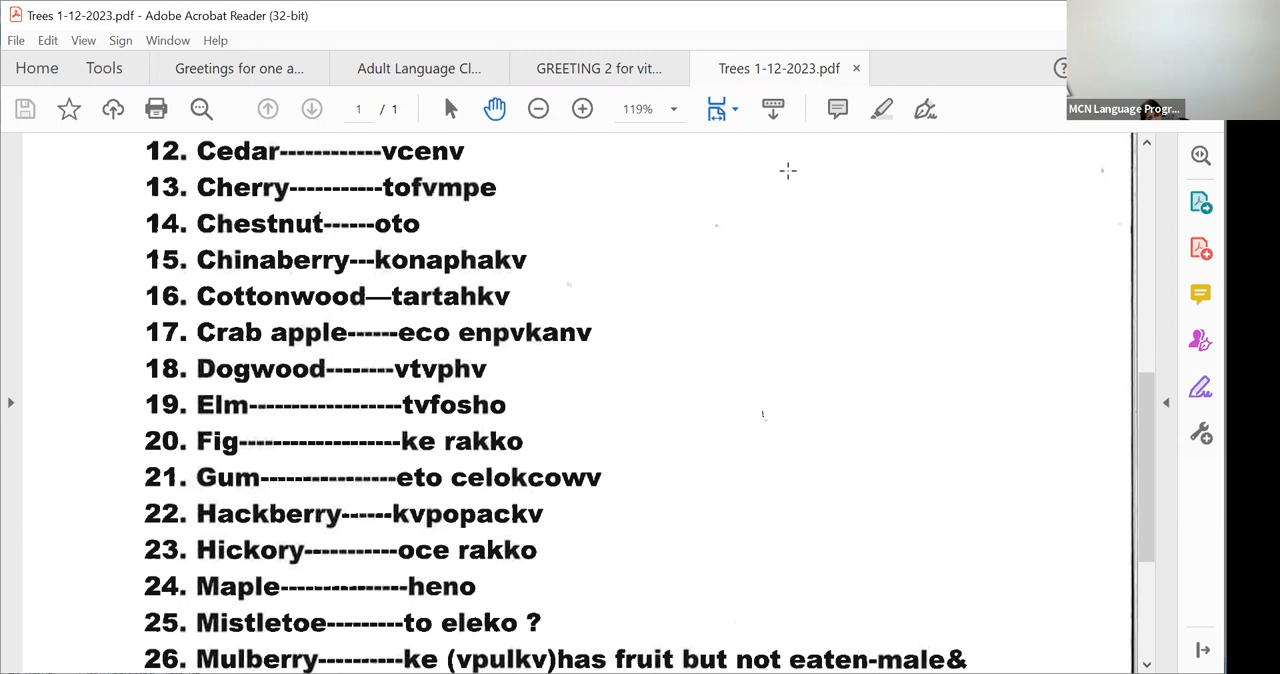 Trees 1-12-2023.pdf - Adobe Acrobat Reader (32-bit)
File Edit View Sign Window Help
Home Tools Greetings for one a... Adult Language Cl... GREETING 2 for vit... Trees 1-12-2023.pdf ×
1 / 1 119%
MCN Language Progr...
12. Cedar------------vcenv
13. Cherry-----------tofvmpe
14. Chestnut------oto
15. Chinaberry---konaphakv
16. Cottonwood—tartahkv
17. Crab apple------eco enpvkanv
18. Dogwood--------vtvphv
19. Elm------------------tvfosho
20. Fig-------------------ke rakko
21. Gum----------------eto celokcowv
22. Hackberry------kvpopackv
23. Hickory-----------oce rakko
24. Maple---------------heno
25. Mistletoe---------to eleko ?
26. Mulberry----------ke (vpulkv)has fruit but not eaten-male&